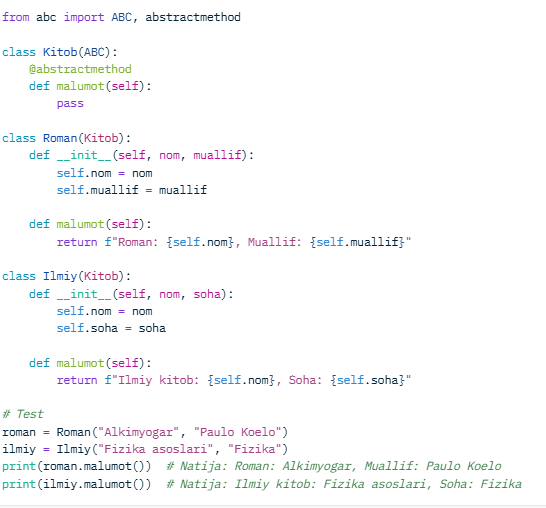 from abc import ABC, abstractmethod

class Kitob(ABC):
    @abstractmethod
    def malumot(self):
        pass

class Roman(Kitob):
    def __init__(self, nom, muallif):
        self.nom = nom
        self.muallif = muallif

    def malumot(self):
        return f"Roman: {self.nom}, Muallif: {self.muallif}"

class Ilmiy(Kitob):
    def __init__(self, nom, soha):
        self.nom = nom
        self.soha = soha

    def malumot(self):
        return f"Ilmiy kitob: {self.nom}, Soha: {self.soha}"

# Test
roman = Roman("Alkimyogar", "Paulo Koelo")
ilmiy = Ilmiy("Fizika asoslari", "Fizika")
print(roman.malumot())  # Natija: Roman: Alkimyogar, Muallif: Paulo Koelo
print(ilmiy.malumot())  # Natija: Ilmiy kitob: Fizika asoslari, Soha: Fizika